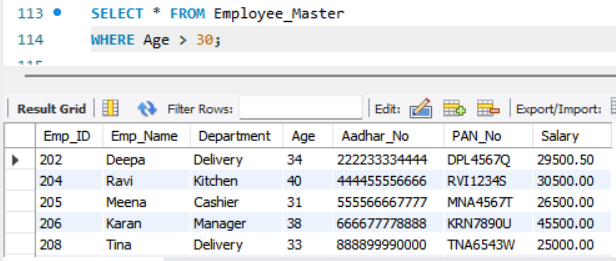 113 SELECT * FROM Employee_Master
114 WHERE Age > 30;
Result Grid Filter Rows: Edit: Export/Import:
Emp_ID Emp_Name Department Age Aadhar_No PAN_No Salary
202 Deepa Delivery 34 222233334444 DPL4567Q 29500.50
204 Ravi Kitchen 40 444455556666 RVI1234S 30500.00
205 Meena Cashier 31 555566667777 MNA4567T 26500.00
206 Karan Manager 38 666677778888 KRN7890U 45500.00
208 Tina Delivery 33 888899990000 TNA6543W 25000.00